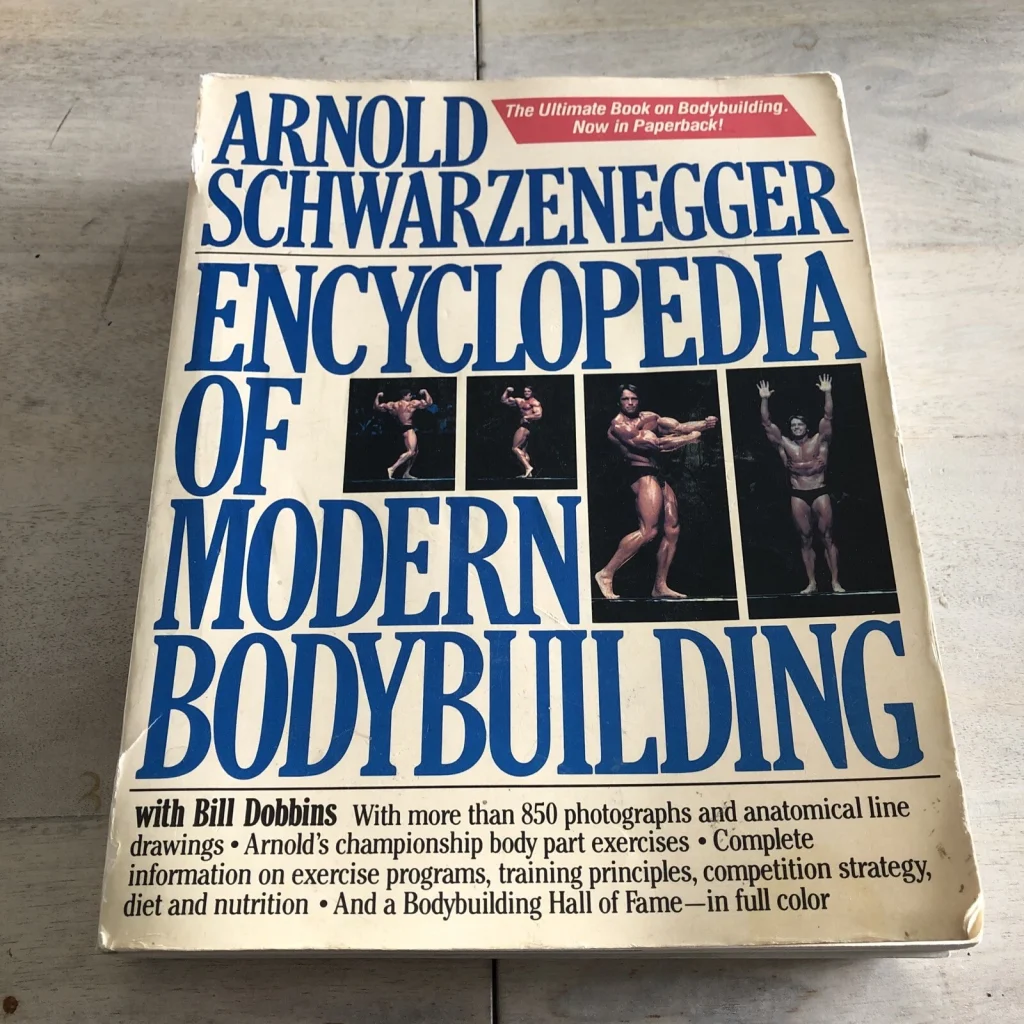 ARNOLD
SCHWARZENEGGER
The Ultimate Book on Bodybuilding.
Now in Paperback!
ENCYCLOPEDIA
OF
MODERN
BODYBUILDING
with Bill Dobbins With more than 850 photographs and anatomical line
drawings • Arnold's championship body part exercises • Complete
information on exercise programs, training principles, competition strategy,
diet and nutrition • And a Bodybuilding Hall of Fame—in full color